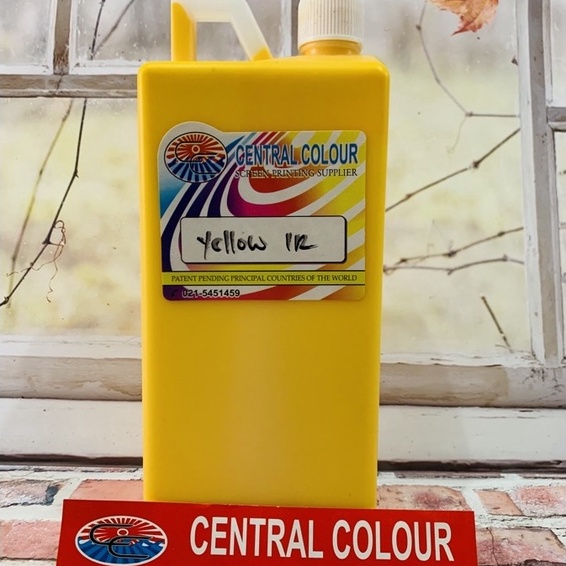 CENTRAL COLOUR
SCREEN PRINTING SUPPLIER
Yellow 1R
PATENT PENDING PRINCIPAL COUNTRIES OF THE WORLD
021-5451459
CENTRAL COLOUR